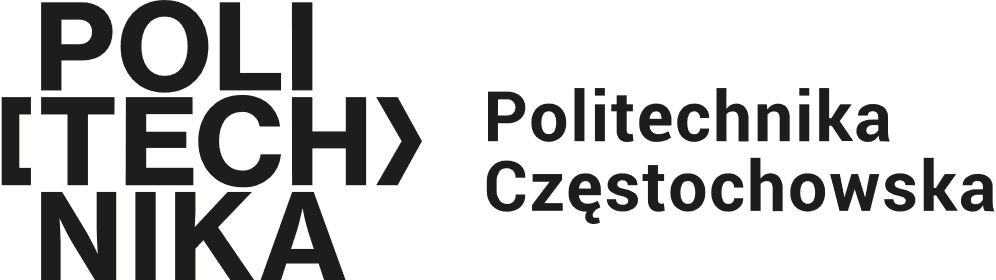 POLI
[TECH>
NIKA
Politechnika
Częstochowska